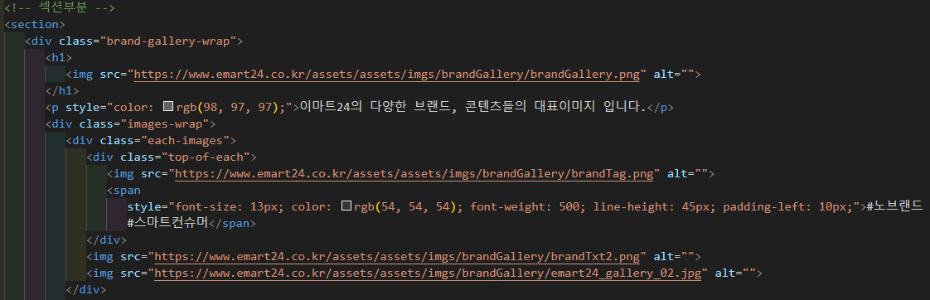 <!-- 섹션부분 -->
<section>
<div class="brand-gallery-wrap">
<h1>
<img src="https://www.emart24.co.kr/assets/assets/imgs/brandGallery/brandGallery.png" alt="">
</h1>
<p style="color: rgb(98, 97, 97);">이마트24의 다양한 브랜드, 콘텐츠들의 대표이미지 입니다.</p>
<div class="images-wrap">
<div class="each-images">
<div class="top-of-each">
<img src="https://www.emart24.co.kr/assets/assets/imgs/brandGallery/brandTag.png" alt="">
<span
style="font-size: 13px; color: rgb(54, 54, 54); font-weight: 500; line-height: 45px; padding-left: 10px;">#노브랜드
#스마트컨슈머</span>
</div>
<img src="https://www.emart24.co.kr/assets/assets/imgs/brandGallery/brandTxt2.png" alt="">
<img src="https://www.emart24.co.kr/assets/assets/imgs/brandGallery/emart24_gallery_02.jpg" alt="">
</div>